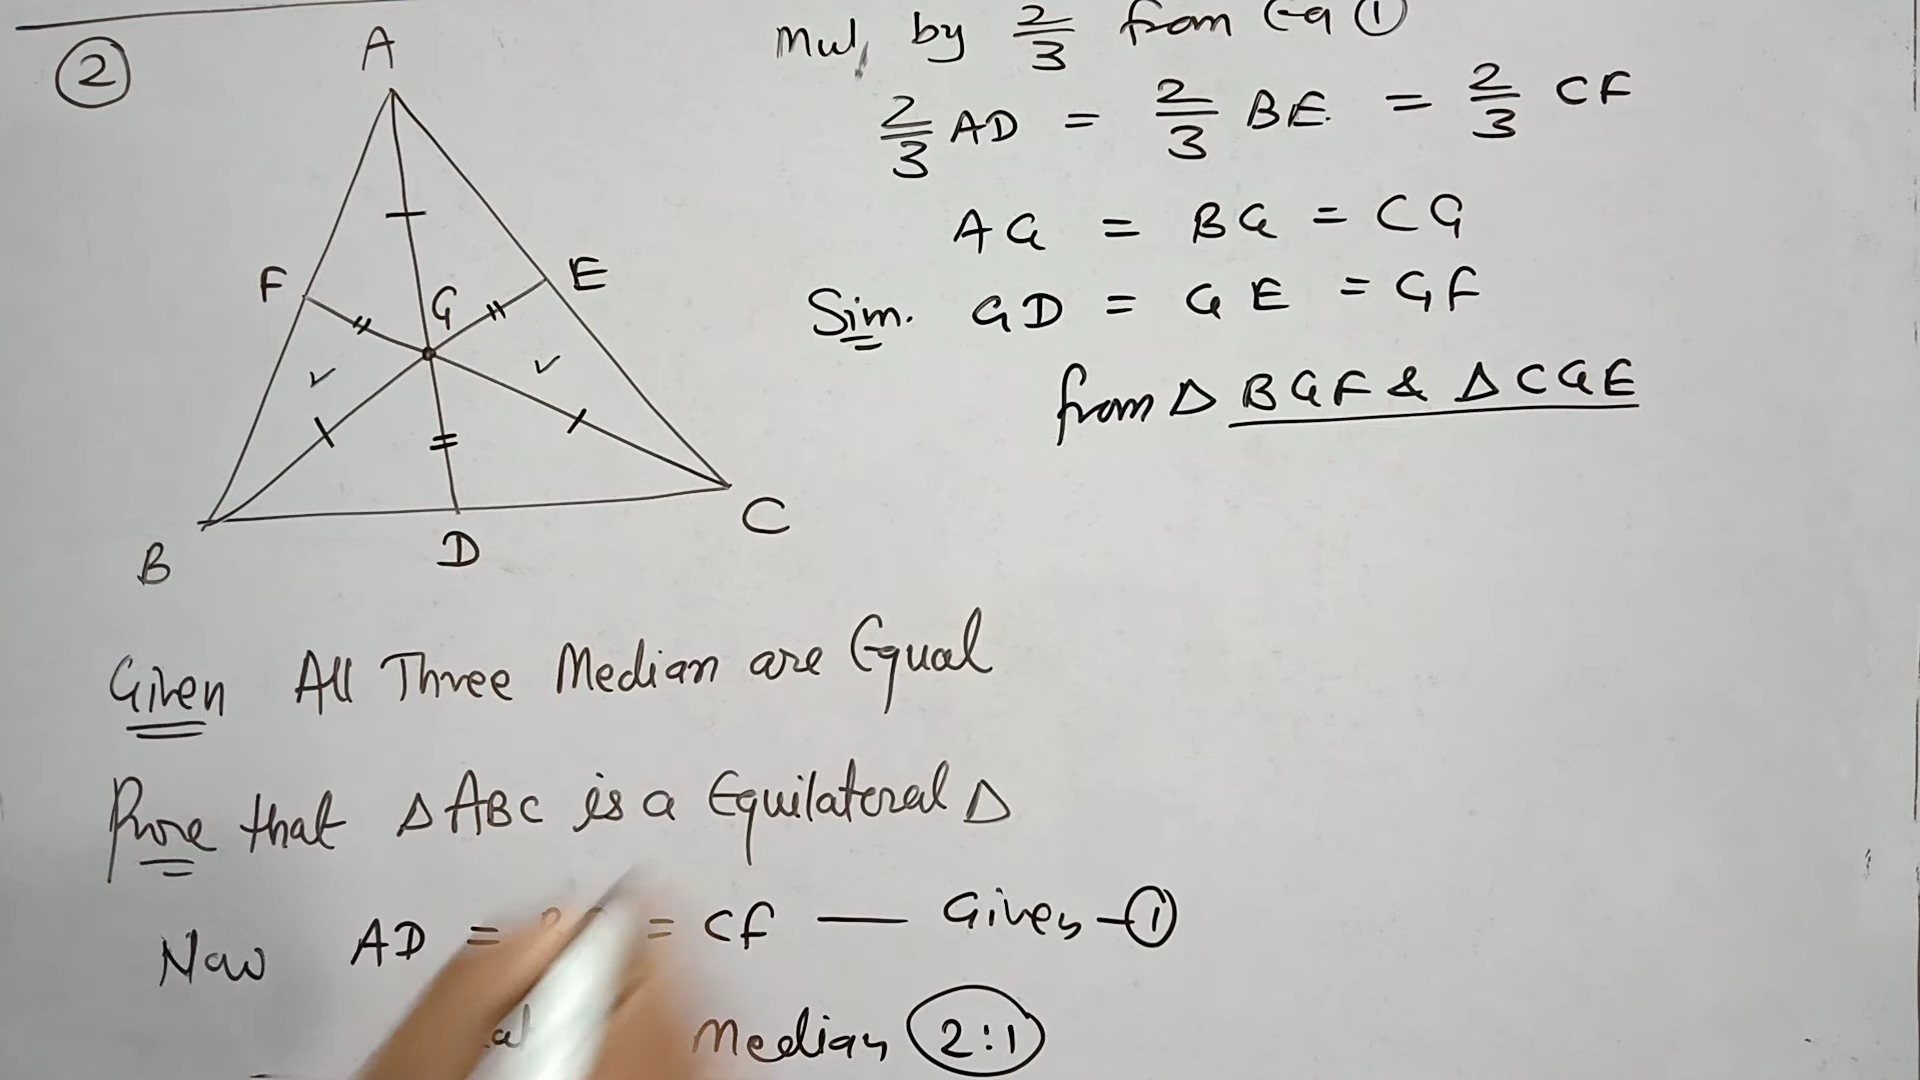 2
A
F
E
G
B
D
C
Given All Three Median are Equal
Prove that △ ABC is a Equilateral △
Now AD = = CF — Given - ①
Median 2:1
Mul, by 2/3 from Eq ①
2/3 AD = 2/3 BE = 2/3 CF
AG = BG = CG
Sim. GD = GE = GF
from △ BGF & △ CGE